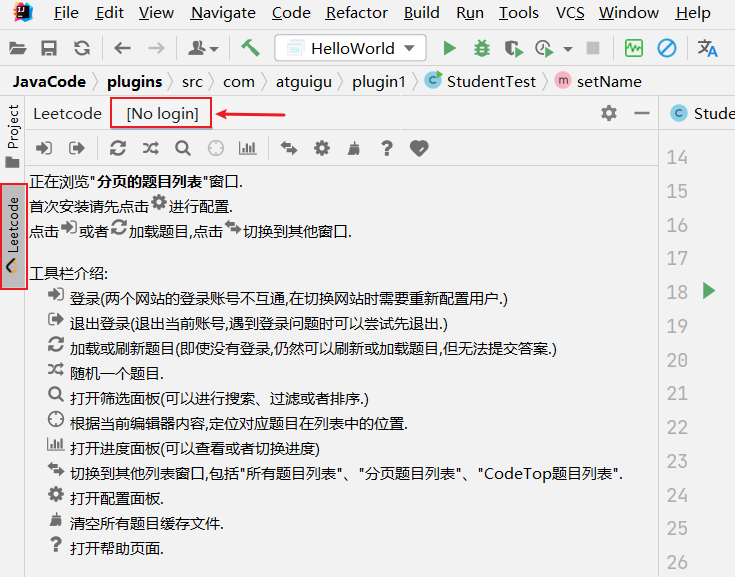 File Edit View Navigate Code Refactor Build Run Tools VCS Window Help
HelloWorld
JavaCode plugins src com atguigu plugin1 StudentTest setName
Project
Leetcode
Leetcode [No login]
正在浏览"分页的题目列表"窗口.
首次安装请先点击进行配置.
点击或者加载题目,点击切换到其他窗口.
工具栏介绍:
登录(两个网站的登录账号不互通,在切换网站时需要重新配置用户.)
退出登录(退出当前账号,遇到登录问题时可以尝试先退出.)
加载或刷新题目(即使没有登录,仍然可以刷新或加载题目,但无法提交答案.)
随机一个题目.
打开筛选面板(可以进行搜索、过滤或者排序.)
根据当前编辑器内容,定位对应题目在列表中的位置.
打开进度面板(可以查看或者切换进度)
切换到其他列表窗口,包括"所有题目列表"、"分页题目列表"、"CodeTop题目列表".
打开配置面板.
清空所有题目缓存文件.
打开帮助页面.
Stude
14
15
16
17
18
19
20
21
22
23
24
25
26